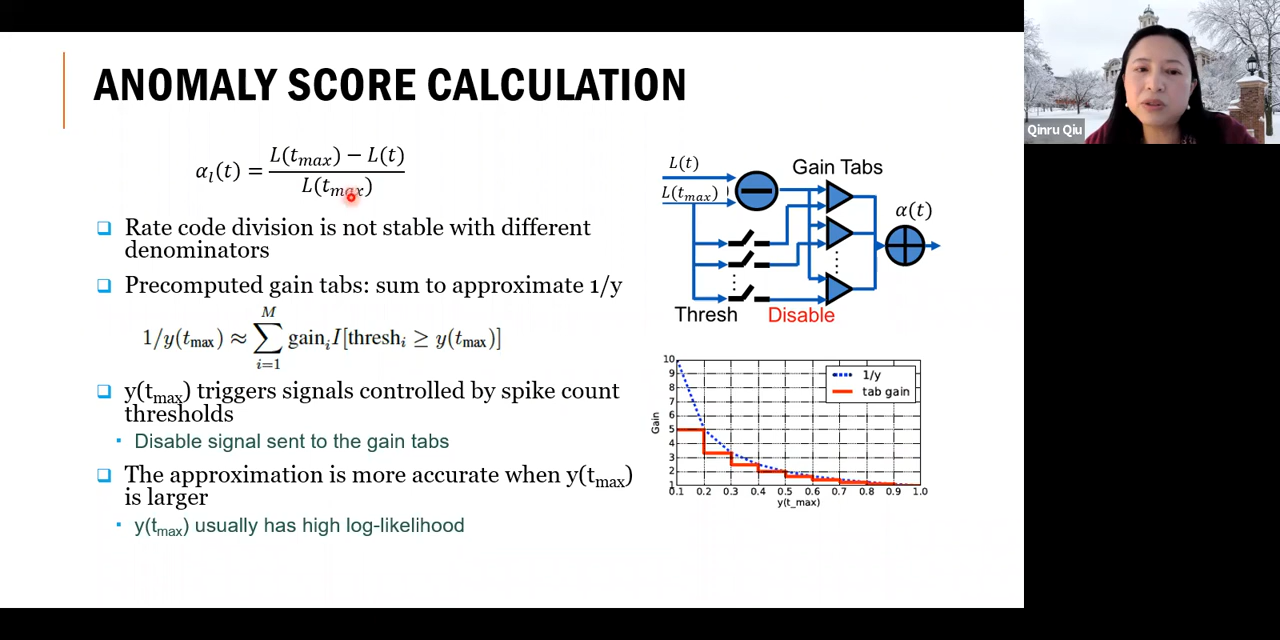 ANOMALY SCORE CALCULATION
Qinru Qiu
α_l(t) = (L(t_max) − L(t)) / L(t_max)
Rate code division is not stable with different
denominators
Precomputed gain tabs: sum to approximate 1/y
1/y(t_max) ≈ ∑_{i=1}^{M} gain_i I[thresh_i ≥ y(t_max)]
y(t_max) triggers signals controlled by spike count
thresholds
Disable signal sent to the gain tabs
The approximation is more accurate when y(t_max)
is larger
y(t_max) usually has high log-likelihood
L(t)
Gain Tabs
L(t_max)
α(t)
Thresh
Disable
1/y
tab gain
Gain
10
9
8
7
6
5
4
3
2
1
0.1 0.2 0.3 0.4 0.5 0.6 0.7 0.8 0.9 1.0
y(t_max)